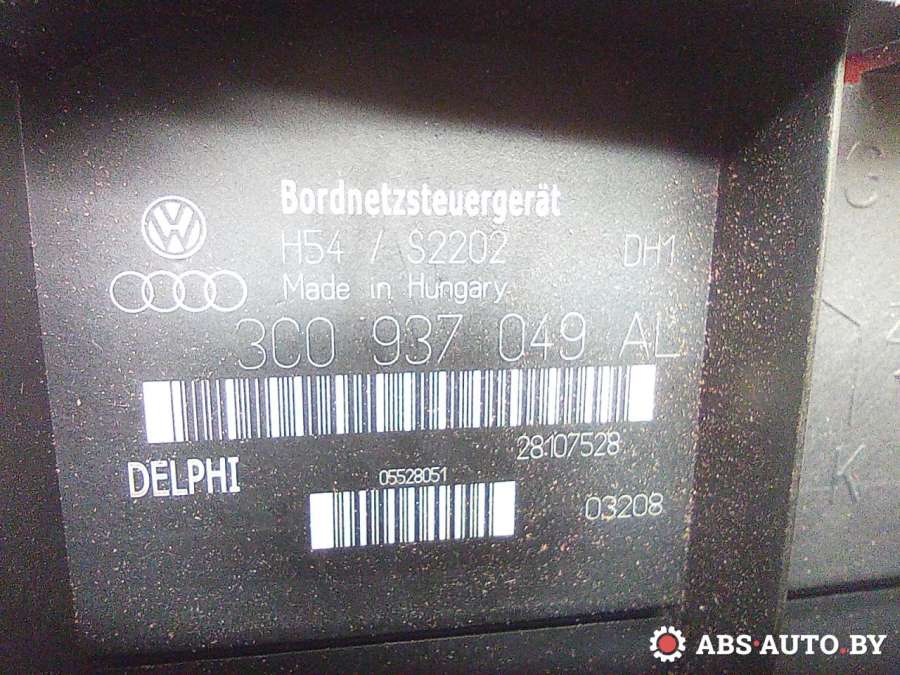 Bordnetzsteuergerät
H54 / S2202 DH1
Made in Hungary
3C0 937 049 AL
28107528
DELPHI
05528051
03208
G
Z
K
ABS-AUTO.BY